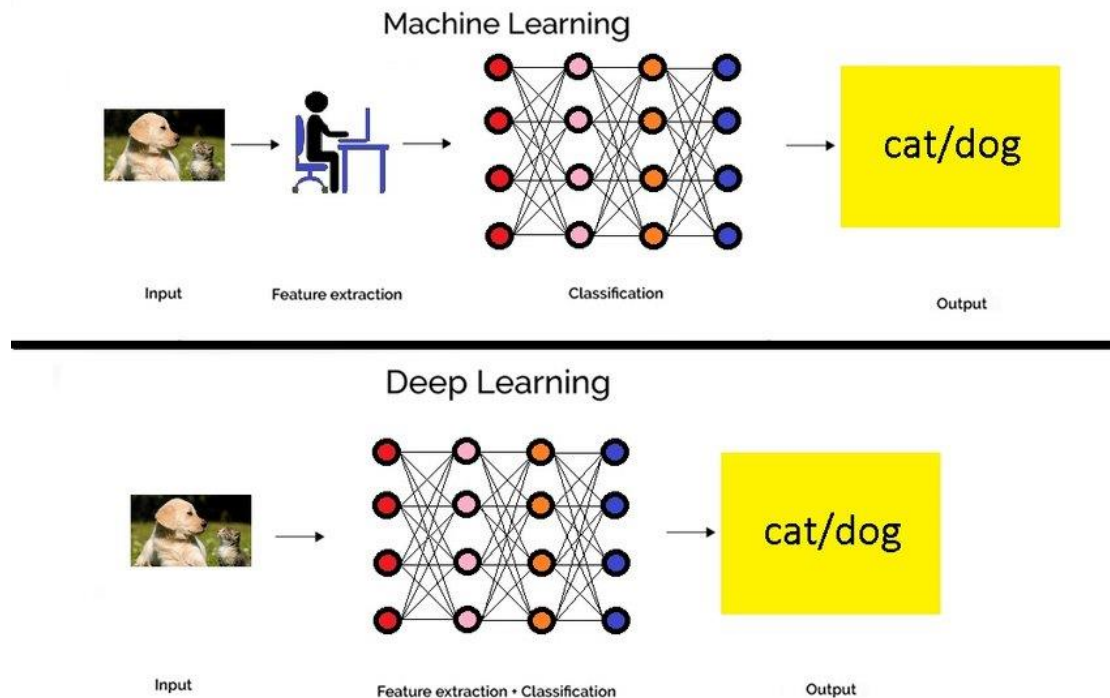 Machine Learning
cat/dog
Input
Feature extraction
Classification
Output
Deep Learning
cat/dog
Input
Feature extraction + Classification
Output